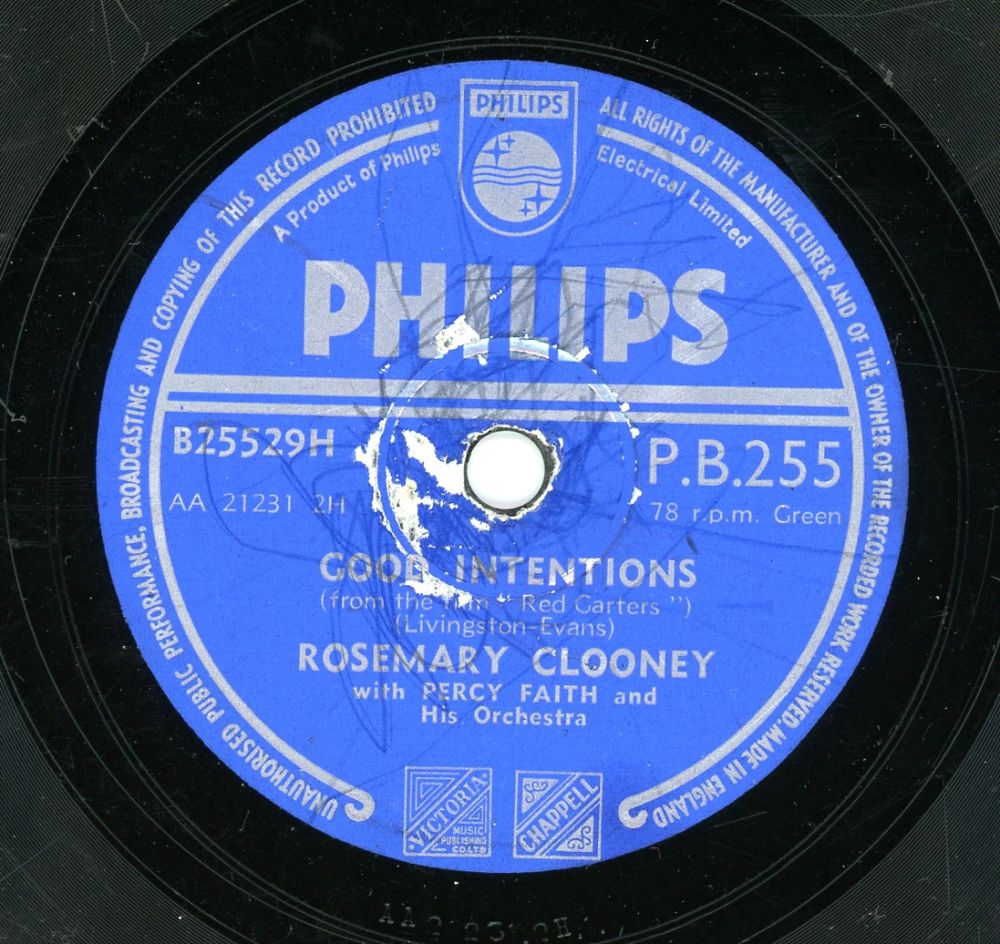 PHILIPS
UNAUTHORISED PUBLIC PERFORMANCE, BROADCASTING AND COPYING OF THIS RECORD PROHIBITED
ALL RIGHTS OF THE MANUFACTURER AND OF THE OWNER OF THE RECORDED WORK RESERVED. MADE IN ENGLAND
A Product of Philips
Electrical Limited
PHILIPS
B25529H
P.B.255
AA 21231 2H
78 r.p.m. Green
GOOD INTENTIONS
(from the film "Red Garters")
(Livingston-Evans)
ROSEMARY CLOONEY
with PERCY FAITH and
His Orchestra
VICTORIA
MUSIC
PUBLISHING
CO. LTD
CHAPPELL